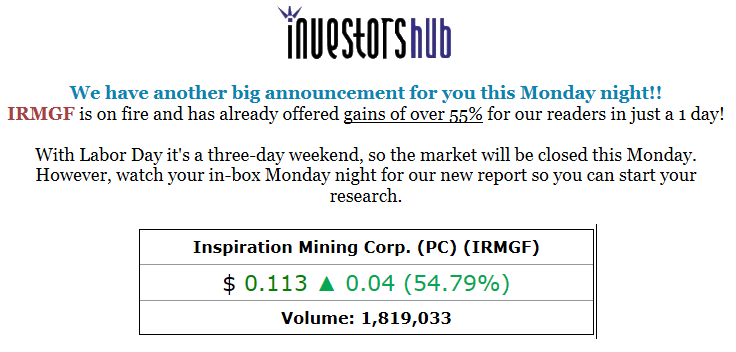 investorshub
We have another big announcement for you this Monday night!!
IRMGF is on fire and has already offered gains of over 55% for our readers in just a 1 day!
With Labor Day it's a three-day weekend, so the market will be closed this Monday.
However, watch your in-box Monday night for our new report so you can start your
research.
Inspiration Mining Corp. (PC) (IRMGF)
$ 0.113 ▲ 0.04 (54.79%)
Volume: 1,819,033